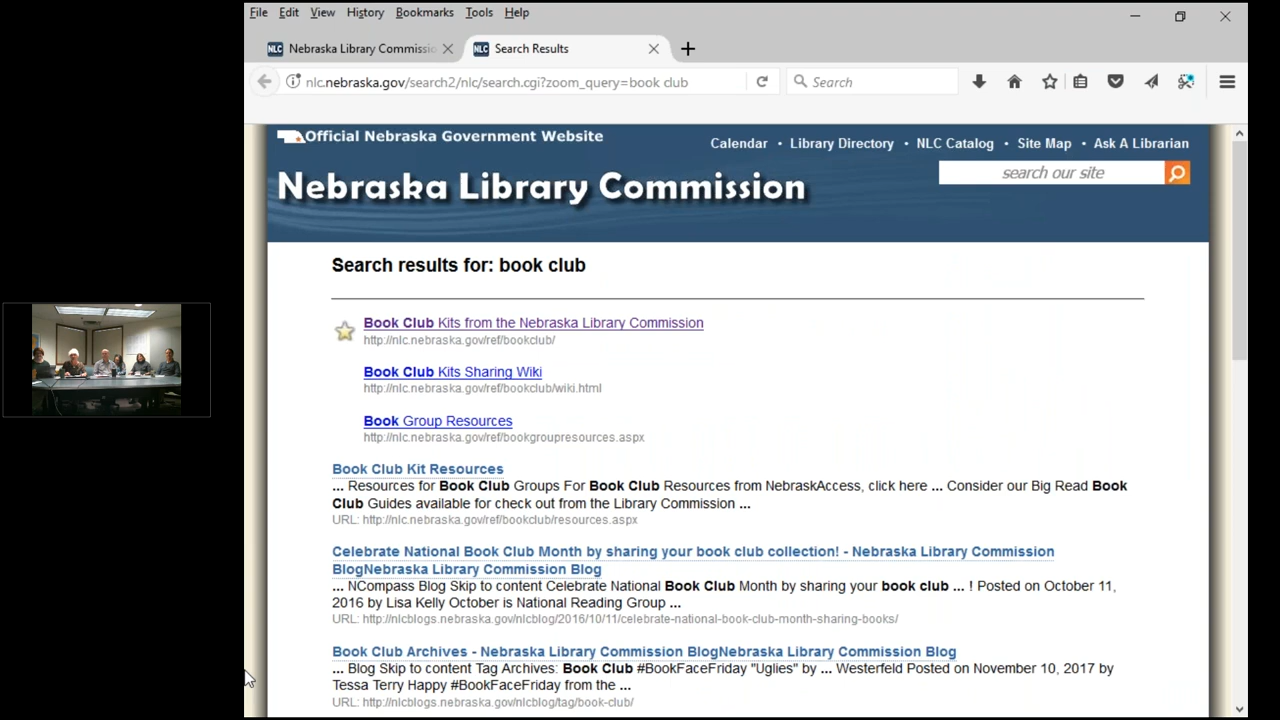 File Edit View History Bookmarks Tools Help
NLC Nebraska Library Commissio
NLC Search Results
nlc.nebraska.gov/search2/nlc/search.cgi?zoom_query=book club
Search
Official Nebraska Government Website
Calendar • Library Directory • NLC Catalog • Site Map • Ask A Librarian
Nebraska Library Commission
search our site
Search results for: book club
Book Club Kits from the Nebraska Library Commission
http://nlc.nebraska.gov/ref/bookclub/
Book Club Kits Sharing Wiki
http://nlc.nebraska.gov/ref/bookclub/wiki.html
Book Group Resources
http://nlc.nebraska.gov/ref/bookgroupresources.aspx
Book Club Kit Resources
... Resources for Book Club Groups For Book Club Resources from NebraskAccess, click here ... Consider our Big Read Book
Club Guides available for check out from the Library Commission ...
URL: http://nlc.nebraska.gov/ref/bookclub/resources.aspx
Celebrate National Book Club Month by sharing your book club collection! - Nebraska Library Commission
BlogNebraska Library Commission Blog
... NCompass Blog Skip to content Celebrate National Book Club Month by sharing your book club ... ! Posted on October 11,
2016 by Lisa Kelly October is National Reading Group ...
URL: http://nlcblogs.nebraska.gov/nlcblog/2016/10/11/celebrate-national-book-club-month-sharing-books/
Book Club Archives - Nebraska Library Commission BlogNebraska Library Commission Blog
... Blog Skip to content Tag Archives: Book Club #BookFaceFriday "Uglies" by ... Westerfeld Posted on November 10, 2017 by
Tessa Terry Happy #BookFaceFriday from the ...
URL: http://nlcblogs.nebraska.gov/nlcblog/tag/book-club/